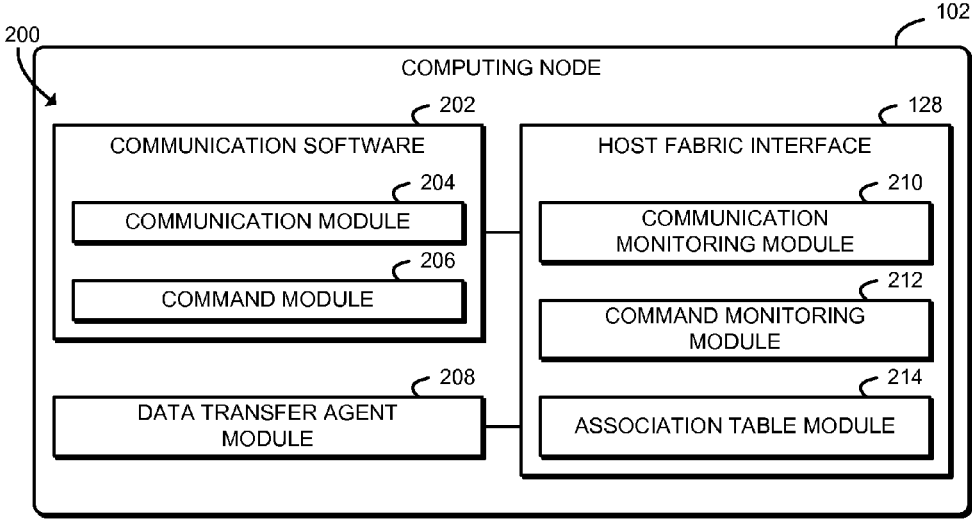 102
200
COMPUTING NODE
202
COMMUNICATION SOFTWARE
204
COMMUNICATION MODULE
206
COMMAND MODULE
208
DATA TRANSFER AGENT
MODULE
128
HOST FABRIC INTERFACE
210
COMMUNICATION
MONITORING MODULE
212
COMMAND MONITORING
MODULE
214
ASSOCIATION TABLE MODULE